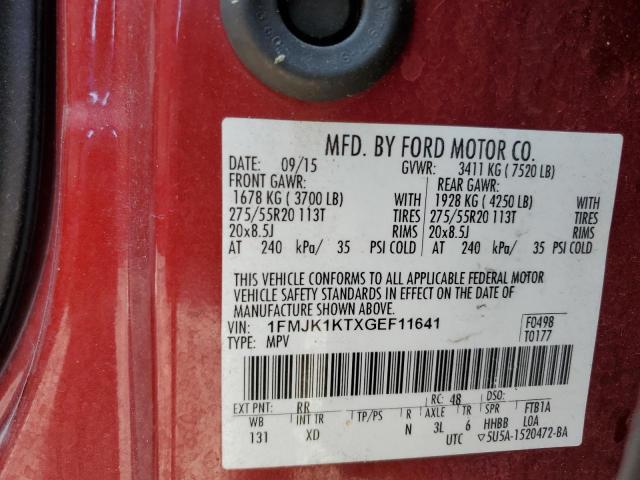 MFD. BY FORD MOTOR CO.
DATE: 09/15 GVWR: 3411 KG ( 7520 LB)
FRONT GAWR: REAR GAWR:
1678 KG ( 3700 LB) WITH 1928 KG ( 4250 LB) WITH
275/55R20 113T TIRES 275/55R20 113T TIRES
20x8.5J RIMS 20x8.5J RIMS
AT 240 kPa/ 35 PSI COLD AT 240 kPa/ 35 PSI COLD
THIS VEHICLE CONFORMS TO ALL APPLICABLE FEDERAL MOTOR
VEHICLE SAFETY STANDARDS IN EFFECT ON THE DATE OF
MANUFACTURE SHOWN ABOVE.
VIN: 1FMJK1KTXGEF11641 F0498
TYPE: MPV T0177
EXT PNT: RR RC: 48 DSO:
WB INT TR TP/PS R AXLE TR SPR FTB1A
131 XD N 3L 6 HHBB LOA
UTC ▽5U5A-1520472-BA